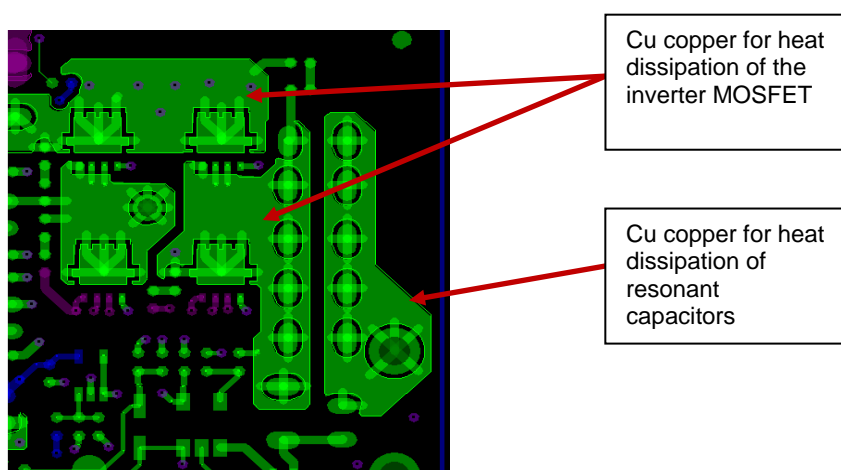 Cu copper for heat
dissipation of the
inverter MOSFET
Cu copper for heat
dissipation of
resonant
capacitors